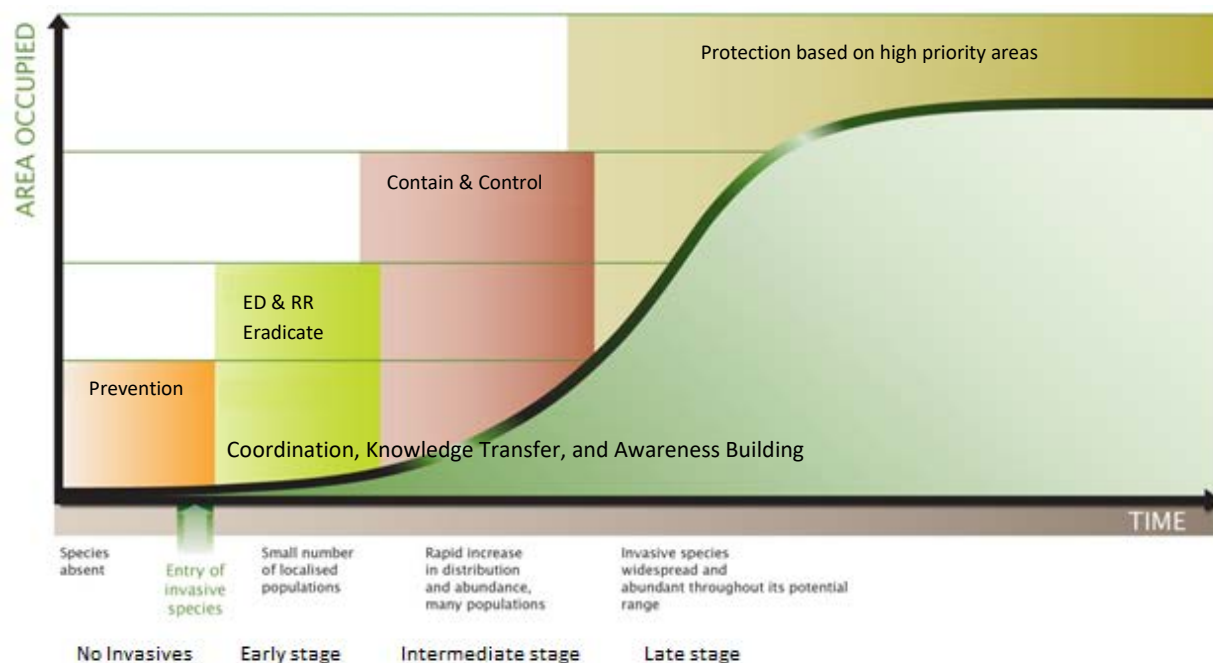 AREA OCCUPIED
Protection based on high priority areas
Contain & Control
ED & RR
Eradicate
Prevention
Coordination, Knowledge Transfer, and Awareness Building
TIME
Species
absent
Entry of
invasive
species
Small number
of localised
populations
Rapid increase
in distribution
and abundance,
many populations
Invasive species
widespread and
abundant throughout its potential
range
No Invasives
Early stage
Intermediate stage
Late stage